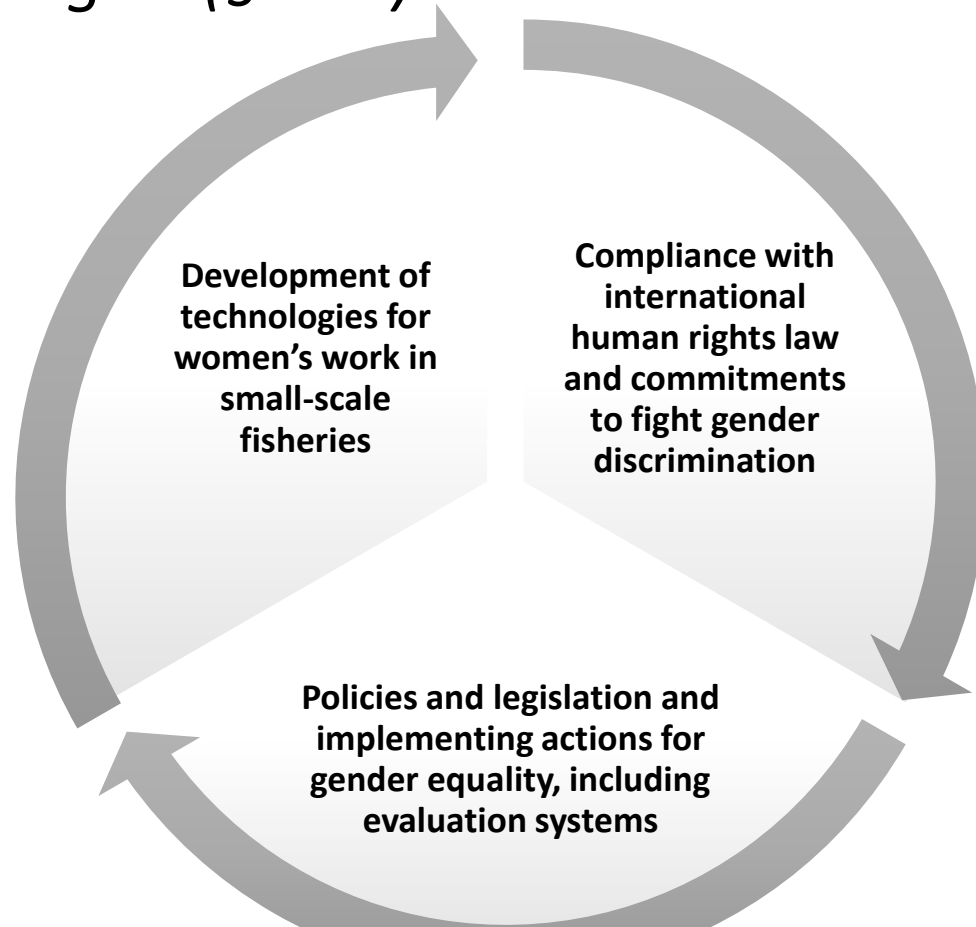 Development of
technologies for
women’s work in
small-scale
fisheries
Compliance with
international
human rights law
and commitments
to fight gender
discrimination
Policies and legislation and
implementing actions for
gender equality, including
evaluation systems